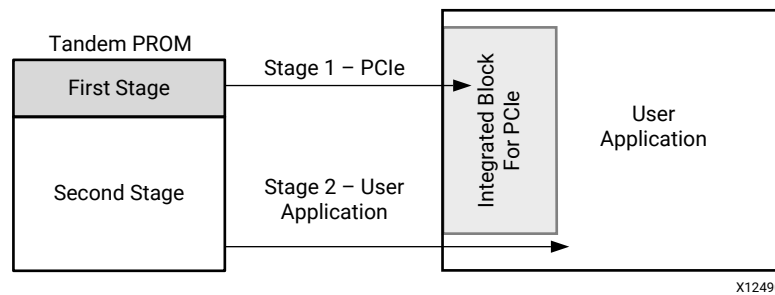 Tandem PROM
First Stage
Second Stage
Stage 1 – PCIe
Stage 2 – User
Application
Integrated Block
For PCIe
User
Application
X1249